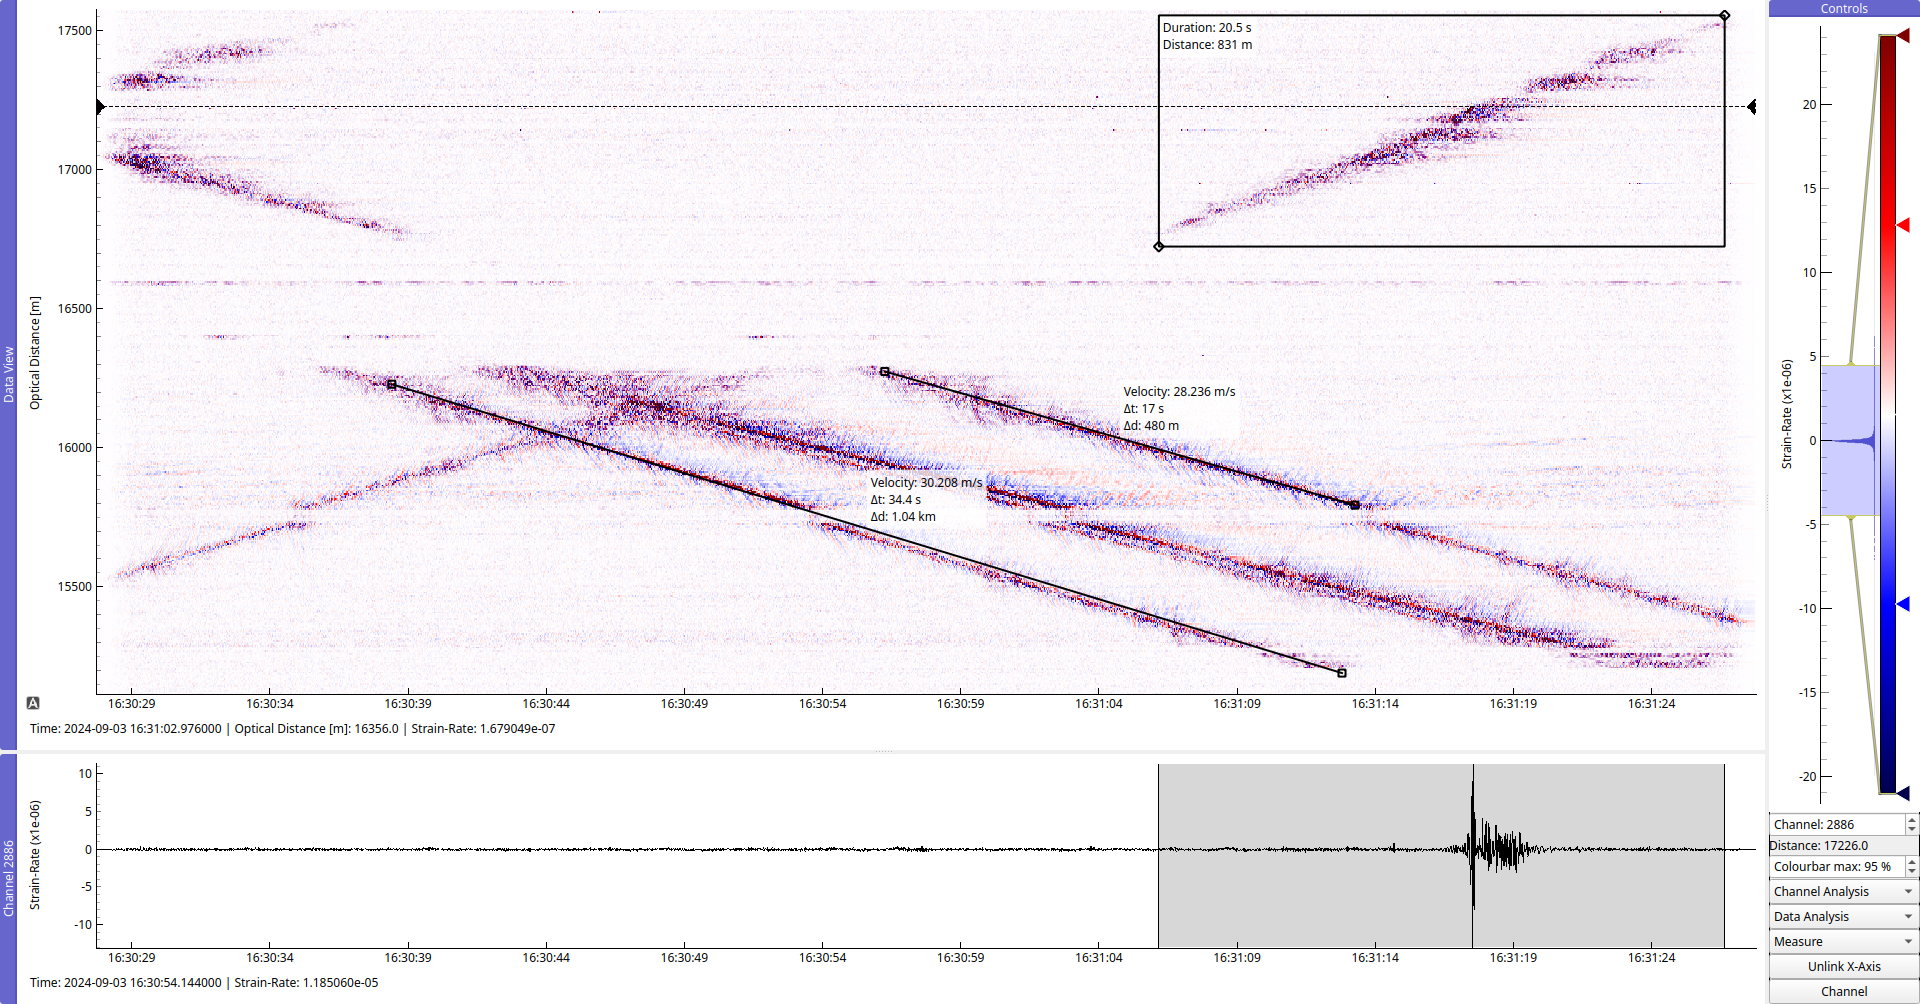 Controls
Data View
Optical Distance [m]
17500
17000
16500
16000
15500
Duration: 20.5 s
Distance: 831 m
Velocity: 28.236 m/s
Δt: 17 s
Δd: 480 m
Velocity: 30.208 m/s
Δt: 34.4 s
Δd: 1.04 km
A
16:30:29 16:30:34 16:30:39 16:30:44 16:30:49 16:30:54 16:30:59 16:31:04 16:31:09 16:31:14 16:31:19 16:31:24
Time: 2024-09-03 16:31:02.976000 | Optical Distance [m]: 16356.0 | Strain-Rate: 1.679049e-07
Channel 2886
Strain-Rate (x1e-06)
10
5
0
-5
-10
16:30:29 16:30:34 16:30:39 16:30:44 16:30:49 16:30:54 16:30:59 16:31:04 16:31:09 16:31:14 16:31:19 16:31:24
Time: 2024-09-03 16:30:54.144000 | Strain-Rate: 1.185060e-05
Strain-Rate (x1e-06)
20
15
10
5
0
-5
-10
-15
-20
Channel: 2886
Distance: 17226.0
Colourbar max: 95 %
Channel Analysis
Data Analysis
Measure
Unlink X-Axis
Channel